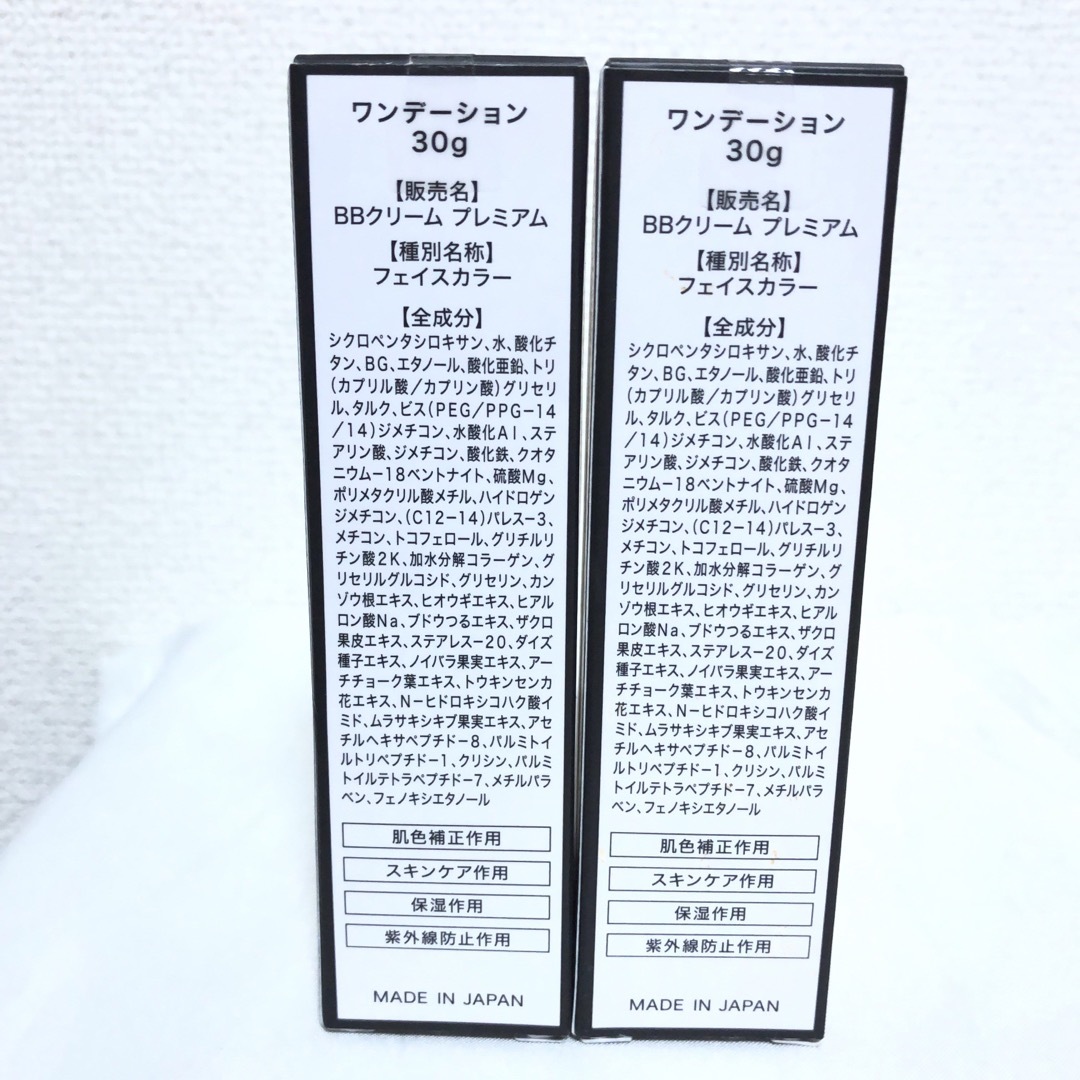 ワンデーション
30g
【販売名】
BBクリーム プレミアム
【種別名称】
フェイスカラー
【全成分】
シクロペンタシロキサン、水、酸化チ
タン、BG、エタノール、酸化亜鉛、トリ
(カプリル酸/カプリン酸)グリセリ
ル、タルク、ビス(PEG/PPG−14
/14)ジメチコン、水酸化Al、ステ
アリン酸、ジメチコン、酸化鉄、クオタ
ニウム−18ベントナイト、硫酸Mg、
ポリメタクリル酸メチル、ハイドロゲン
ジメチコン、(C12−14)パレス−3、
メチコン、トコフェロール、グリチルリ
チン酸2K、加水分解コラーゲン、グ
リセリルグルコシド、グリセリン、カン
ゾウ根エキス、ヒオウギエキス、ヒアル
ロン酸Na、ブドウつるエキス、ザクロ
果皮エキス、ステアレス−20、ダイズ
種子エキス、ノイバラ果実エキス、アー
チチョーク葉エキス、トウキンセンカ
花エキス、N−ヒドロキシコハク酸イ
ミド、ムラサキシキブ果実エキス、アセ
チルヘキサペプチド−8、パルミトイ
ルトリペプチド−1、クリシン、パルミ
トイルテトラペプチド−7、メチルパラ
ベン、フェノキシエタノール
肌色補正作用
スキンケア作用
保湿作用
紫外線防止作用
MADE IN JAPAN
ワンデーション
30g
【販売名】
BBクリーム プレミアム
【種別名称】
フェイスカラー
【全成分】
シクロペンタシロキサン、水、酸化チ
タン、BG、エタノール、酸化亜鉛、トリ
(カプリル酸/カプリン酸)グリセリ
ル、タルク、ビス(PEG/PPG−14
/14)ジメチコン、水酸化Al、ステ
アリン酸、ジメチコン、酸化鉄、クオタ
ニウム−18ベントナイト、硫酸Mg、
ポリメタクリル酸メチル、ハイドロゲン
ジメチコン、(C12−14)パレス−3、
メチコン、トコフェロール、グリチルリ
チン酸2K、加水分解コラーゲン、グ
リセリルグルコシド、グリセリン、カン
ゾウ根エキス、ヒオウギエキス、ヒアル
ロン酸Na、ブドウつるエキス、ザクロ
果皮エキス、ステアレス−20、ダイズ
種子エキス、ノイバラ果実エキス、アー
チチョーク葉エキス、トウキンセンカ
花エキス、N−ヒドロキシコハク酸イ
ミド、ムラサキシキブ果実エキス、アセ
チルヘキサペプチド−8、パルミトイ
ルトリペプチド−1、クリシン、パルミ
トイルテトラペプチド−7、メチルパラ
ベン、フェノキシエタノール
肌色補正作用
スキンケア作用
保湿作用
紫外線防止作用
MADE IN JAPAN